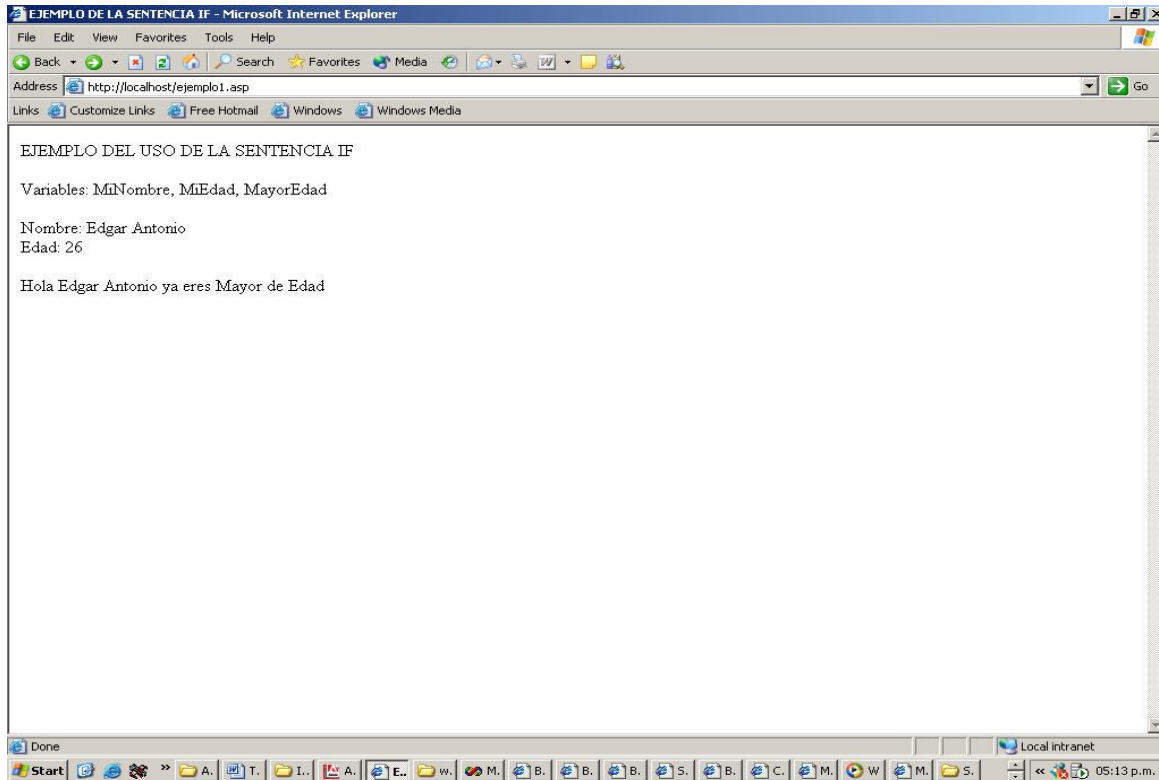 EJEMPLO DE LA SENTENCIA IF - Microsoft Internet Explorer
File Edit View Favorites Tools Help
Back Search Favorites Media
Address http://localhost/ejemplo1.asp Go
Links Customize Links Free Hotmail Windows Windows Media
EJEMPLO DEL USO DE LA SENTENCIA IF
Variables: MiNombre, MiEdad, MayorEdad
Nombre: Edgar Antonio
Edad: 26
Hola Edgar Antonio ya eres Mayor de Edad
Done Local intranet
Start » A. T. I.. A. E.. w. M. B. B. B. S. B. C. M. W M. S. « 05:13 p.m.